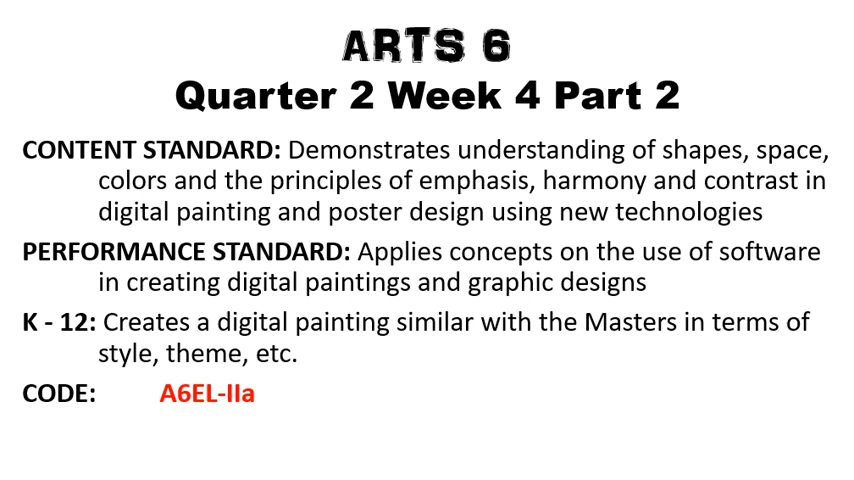 ARTS 6
Quarter 2 Week 4 Part 2
CONTENT STANDARD: Demonstrates understanding of shapes, space,
colors and the principles of emphasis, harmony and contrast in
digital painting and poster design using new technologies
PERFORMANCE STANDARD: Applies concepts on the use of software
in creating digital paintings and graphic designs
K - 12: Creates a digital painting similar with the Masters in terms of
style, theme, etc.
CODE: A6EL-IIa